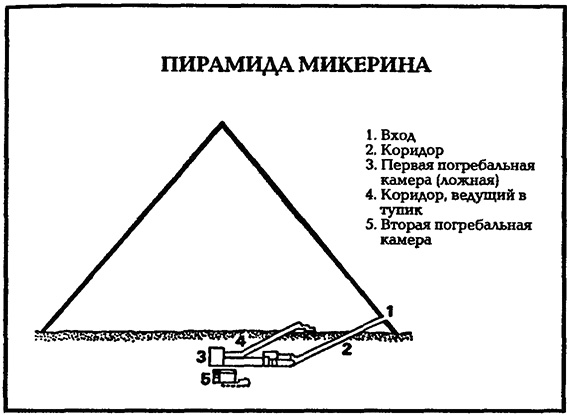 ПИРАМИДА МИКЕРИНА
1. Вход
2. Коридор
3. Первая погребальная
камера (ложная)
4. Коридор, ведущий в
тупик
5. Вторая погребальная
камера
1
2
4
3
5